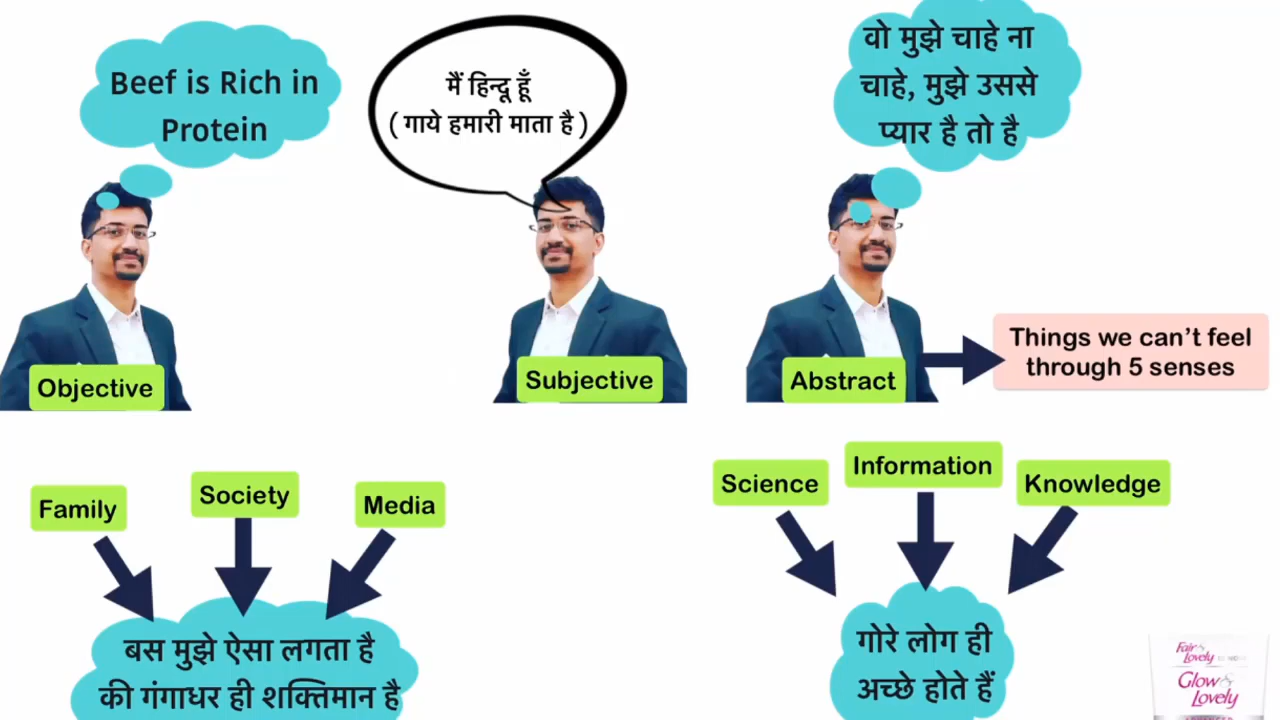 Beef is Rich in
Protein
मैं हिन्दू हूँ
( गाये हमारी माता है )
वो मुझे चाहे ना
चाहे, मुझे उससे
प्यार है तो है
Objective
Subjective
Abstract
Things we can't feel
through 5 senses
Family
Society
Media
Science
Information
Knowledge
बस मुझे ऐसा लगता है
की गंगाधर ही शक्तिमान है
गोरे लोग ही
अच्छे होते हैं
Fair &
Lovely
Glow &
Lovely